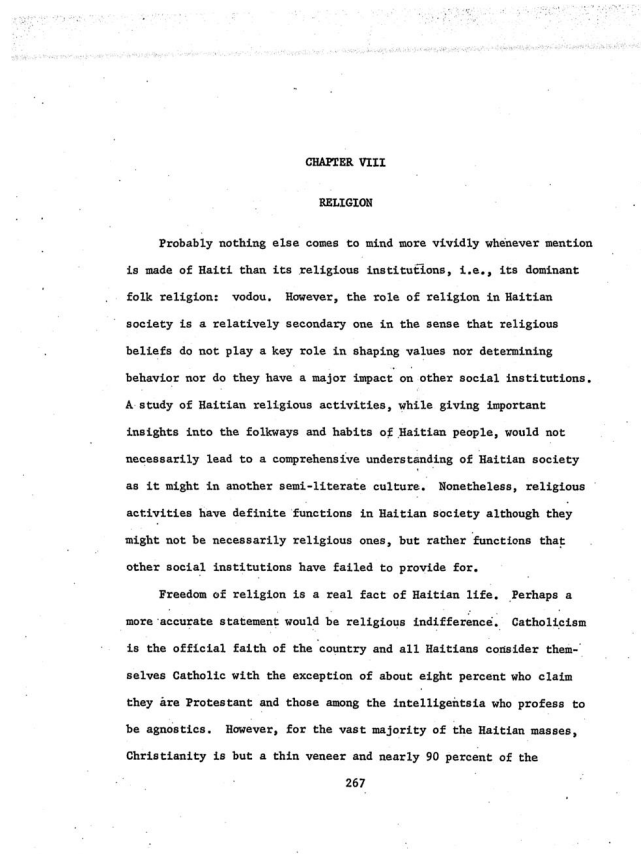 CHAPTER VIII
RELIGION
Probably nothing else comes to mind more vividly whenever mention
is made of Haiti than its religious institutions, i.e., its dominant
folk religion: vodou. However, the role of religion in Haitian
society is a relatively secondary one in the sense that religious
beliefs do not play a key role in shaping values nor determining
behavior nor do they have a major impact on other social institutions.
A study of Haitian religious activities, while giving important
insights into the folkways and habits of Haitian people, would not
necessarily lead to a comprehensive understanding of Haitian society
as it might in another semi-literate culture. Nonetheless, religious
activities have definite functions in Haitian society although they
might not be necessarily religious ones, but rather functions that
other social institutions have failed to provide for.
Freedom of religion is a real fact of Haitian life. Perhaps a
more accurate statement would be religious indifference. Catholicism
is the official faith of the country and all Haitians consider them-
selves Catholic with the exception of about eight percent who claim
they are Protestant and those among the intelligentsia who profess to
be agnostics. However, for the vast majority of the Haitian masses,
Christianity is but a thin veneer and nearly 90 percent of the
267